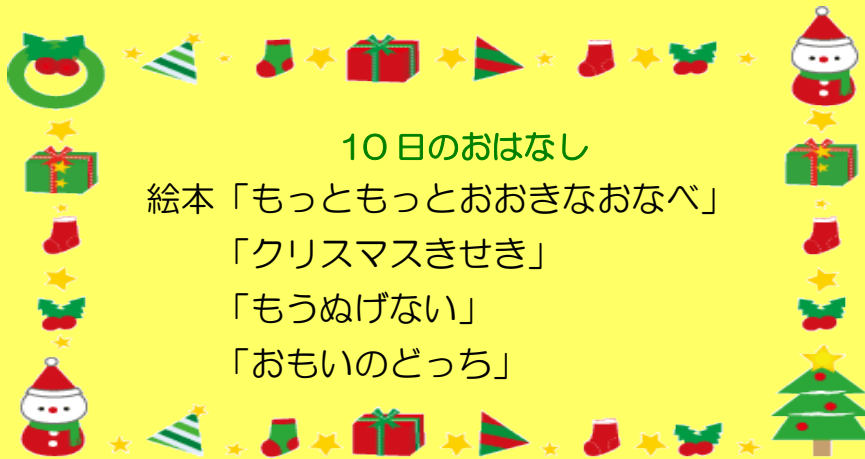 10日のおはなし
絵本「もっともっとおおきなおなべ」
「クリスマスきせき」
「もうぬげない」
「おもいのどっち」